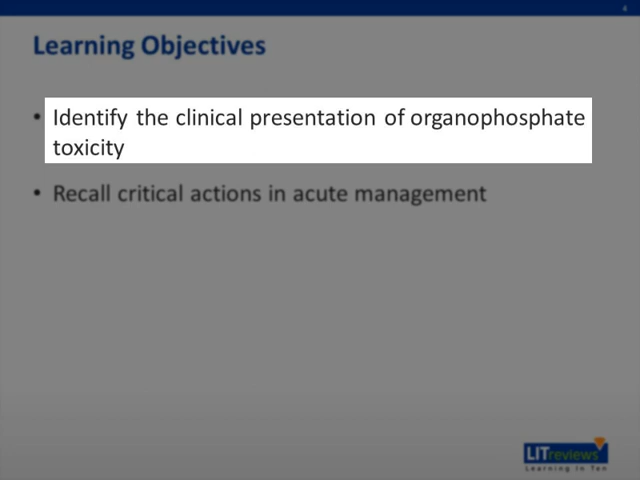 4
Learning Objectives
• Identify the clinical presentation of organophosphate
toxicity
• Recall critical actions in acute management
LITreviews
Learning In Ten